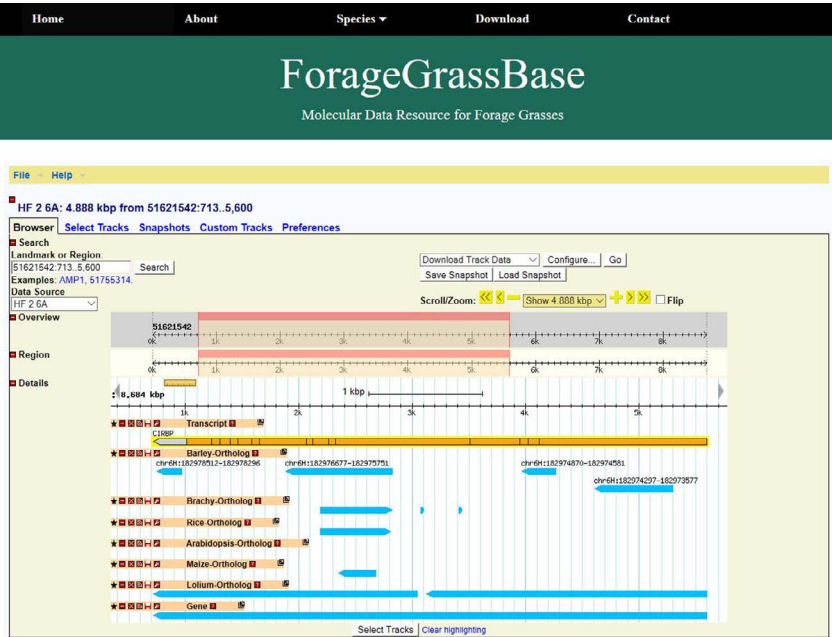 Home About Species Download Contact
ForageGrassBase
Molecular Data Resource for Forage Grasses
File Help
HF 2 6A: 4.888 kbp from 51621542:713..5,600
Browser Select Tracks Snapshots Custom Tracks Preferences
Search
Landmark or Region:
51621542:713..5,600 Search
Examples: AMP1, 51755314.
Data Source
HF 2 6A
Download Track Data Configure... Go
Save Snapshot Load Snapshot
Scroll/Zoom: Show 4.888 kbp Flip
Overview
51621542
0k 1k 2k 3k 4k 5k 6k 7k 8k
Region
0k 1k 2k 3k 4k 5k 6k 7k 8k
Details
8.684 kbp 1 kbp
1k 2k 3k 4k 5k
Transcript
CIRBP
Barley-Ortholog
chr6H:182978512-182978296 chr6H:182976677-182975751 chr6H:182974870-182974581
chr6H:182974297-182973577
Brachy-Ortholog
Rice-Ortholog
Arabidopsis-Ortholog
Maize-Ortholog
Lolium-Ortholog
Gene
Select Tracks Clear highlighting